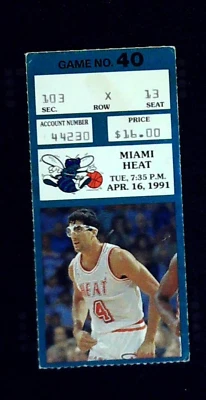 GAME NO. 40
103 X 13
SEC. ROW SEAT
ACCOUNT NUMBER PRICE
44230 $16.00
MIAMI
HEAT
TUE, 7:35 P.M.
APR. 16, 1991
HEAT
4